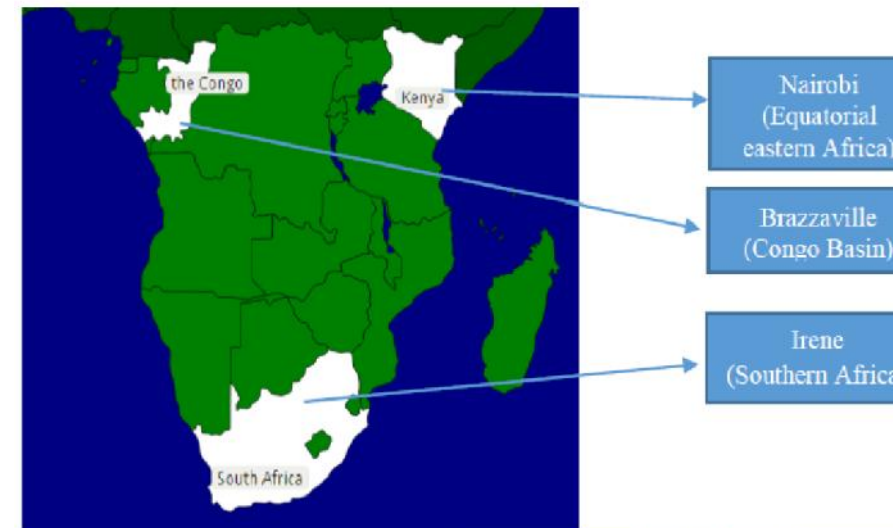 the Congo
Kenya
South Africa
Nairobi
(Equatorial
eastern Africa)
Brazzaville
(Congo Basin)
Irene
(Southern Africa